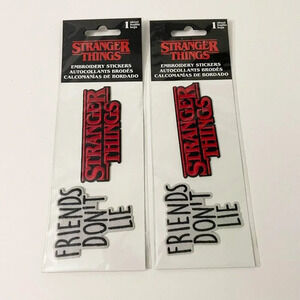 STRANGER
THINGS
1
EMBROIDERY STICKERS
AUTOCOLLANTS BRODÉS
CALCOMANÍAS DE BORDADO
STRANGER
THINGS
FRIENDS
DON'T
LIE
STRANGER
THINGS
1
EMBROIDERY STICKERS
AUTOCOLLANTS BRODÉS
CALCOMANÍAS DE BORDADO
STRANGER
THINGS
FRIENDS
DON'T
LIE